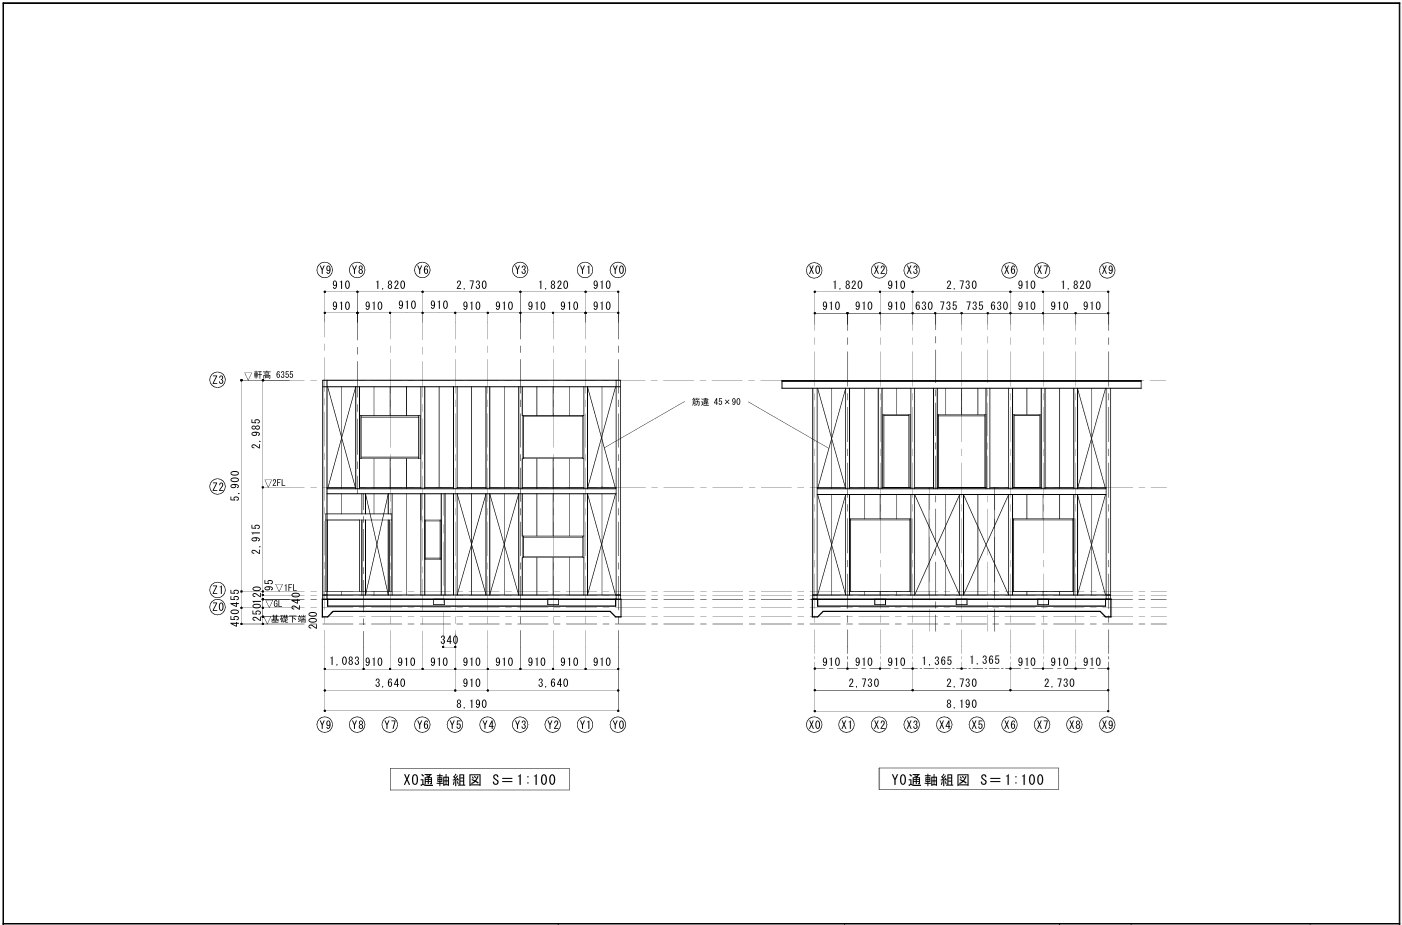 Y9 Y8 Y6 Y3 Y1 Y0
910 1,820 2,730 1,820 910
910 910 910 910 910 910 910 910 910
X0 X2 X3 X6 X7 X9
1,820 910 2,730 910 1,820
910 910 910 630 735 735 630 910 910 910
Z3
▽軒高 6355
筋違 45×90
2,985
5,900
Z2
▽2FL
2,915
Z1
▽1FL
95
120
455
240
Z0
▽GL
250
450
▽基礎下端
200
340
1,083 910 910 910 910 910 910 910 910
3,640 910 3,640
8,190
Y9 Y8 Y7 Y6 Y5 Y4 Y3 Y2 Y1 Y0
X0通軸組図 S=1:100
910 910 910 1,365 1,365 910 910 910
2,730 2,730 2,730
8,190
X0 X1 X2 X3 X4 X5 X6 X7 X8 X9
Y0通軸組図 S=1:100